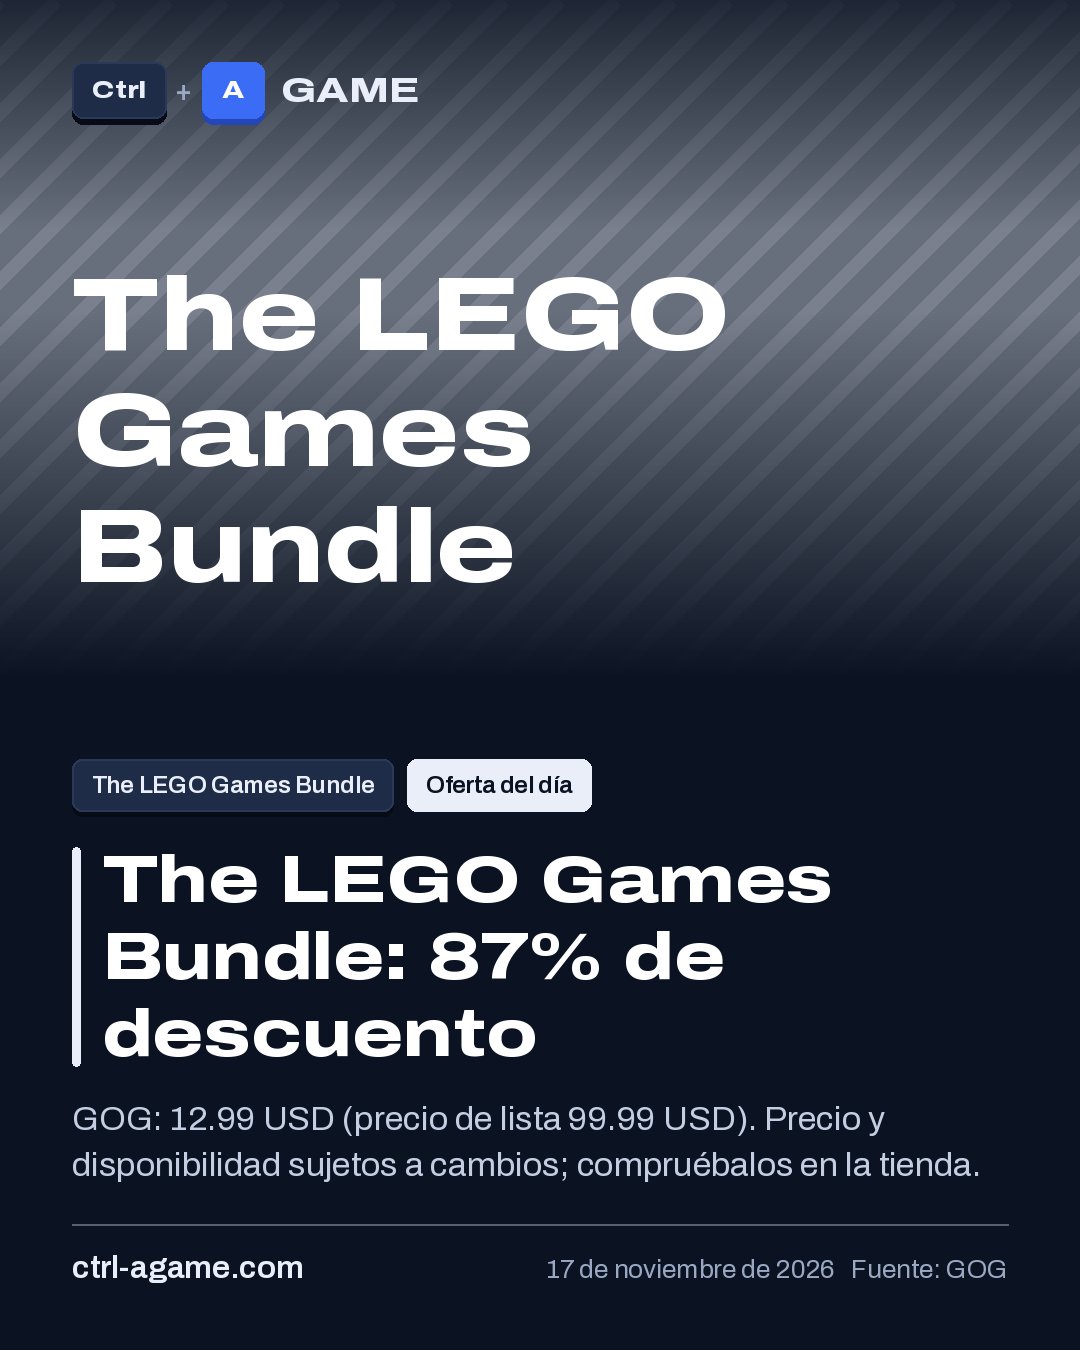 Ctrl + A GAME
The LEGO
Games
Bundle
The LEGO Games Bundle Oferta del día
The LEGO Games
Bundle: 87% de
descuento
GOG: 12.99 USD (precio de lista 99.99 USD). Precio y
disponibilidad sujetos a cambios; compruébalos en la tienda.
ctrl-agame.com 17 de noviembre de 2026 Fuente: GOG